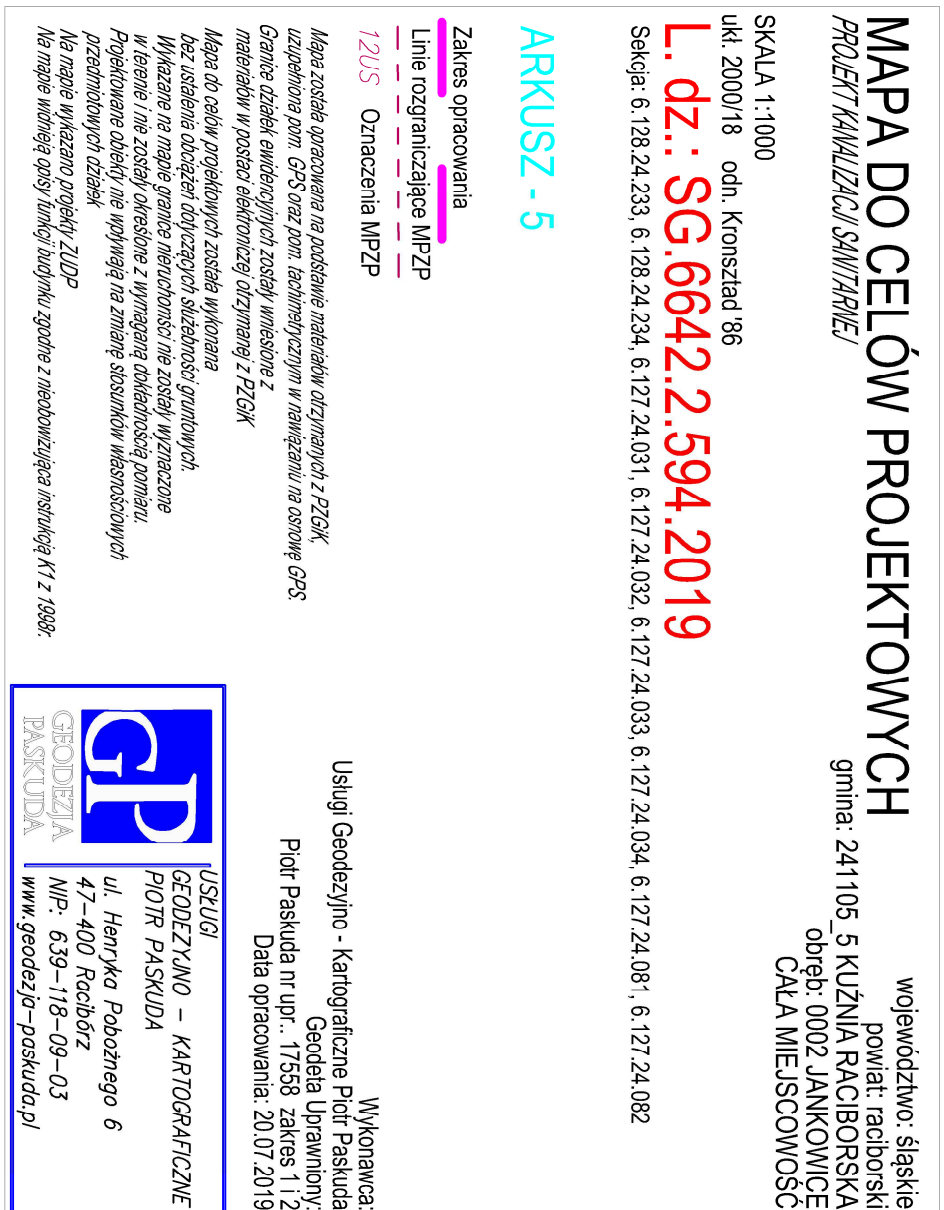 MAPA DO CELÓW PROJEKTOWYCH
PROJEKT KANALIZACJI SANITARNEJ
województwo: śląskie
powiat: raciborski
gmina: 241105_5 KUŹNIA RACIBORSKA
obręb: 0002 JANKOWICE
CAŁA MIEJSCOWOŚĆ
SKALA 1:1000
ukł. 2000/18 odn. Kronsztad '86
L. dz.: SG.6642.2.594.2019
Sekcja: 6.128.24.233, 6.128.24.234, 6.127.24.031, 6.127.24.032, 6.127.24.033, 6.127.24.034, 6.127.24.081, 6.127.24.082
ARKUSZ - 5
Zakres opracowania
Linie rozgraniczające MPZP
12US Oznaczenia MPZP
Mapa została opracowana na podstawie materiałów otrzymanych z PZGiK,
uzupełniona pom. GPS oraz pom. tachimetrycznym w nawiązaniu na osnowę GPS.
Granice działek ewidencyjnych zostały wniesione z
materiałów w postaci elektronicznej otrzymanej z PZGiK
Mapa do celów projektowych została wykonana
bez ustalenia obciążeń dotyczących służebności gruntowych.
Wykazane na mapie granice nieruchomości nie zostały wyznaczone
w terenie i nie zostały określone z wymaganą dokładnością pomiaru.
Projektowane obiekty nie wpływają na zmianę stosunków własnościowych
przedmiotowych działek
Na mapie wykazano projekty ZUDP
Na mapie widnieją opisy funkcji budynku zgodne z nieobowizująca instrukcją K1 z 1998r.
Wykonawca:
Usługi Geodezyjno - Kartograficzne Piotr Paskuda
Geodeta Uprawniony:
Piotr Paskuda nr upr.. 17558 zakres 1 i 2
Data opracowania: 20.07.2019
GP
GEODEZJA
PASKUDA
USŁUGI
GEODEZYJNO - KARTOGRAFICZNE
PIOTR PASKUDA
ul. Henryka Pobożnego 6
47-400 Racibórz
NIP: 639-118-09-03
www.geodezja-paskuda.pl